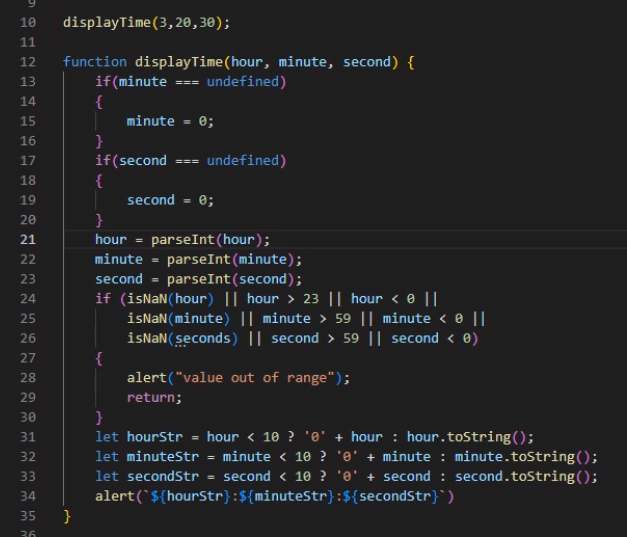 9
10 displayTime(3,20,30);
11
12 function displayTime(hour, minute, second) {
13     if(minute === undefined)
14     {
15         minute = 0;
16     }
17     if(second === undefined)
18     {
19         second = 0;
20     }
21     hour = parseInt(hour);
22     minute = parseInt(minute);
23     second = parseInt(second);
24     if (isNaN(hour) || hour > 23 || hour < 0 ||
25         isNaN(minute) || minute > 59 || minute < 0 ||
26         isNaN(seconds) || second > 59 || second < 0)
27     {
28         alert("value out of range");
29         return;
30     }
31     let hourStr = hour < 10 ? '0' + hour : hour.toString();
32     let minuteStr = minute < 10 ? '0' + minute : minute.toString();
33     let secondStr = second < 10 ? '0' + second : second.toString();
34     alert(`${hourStr}:${minuteStr}:${secondStr}`)
35 }
36